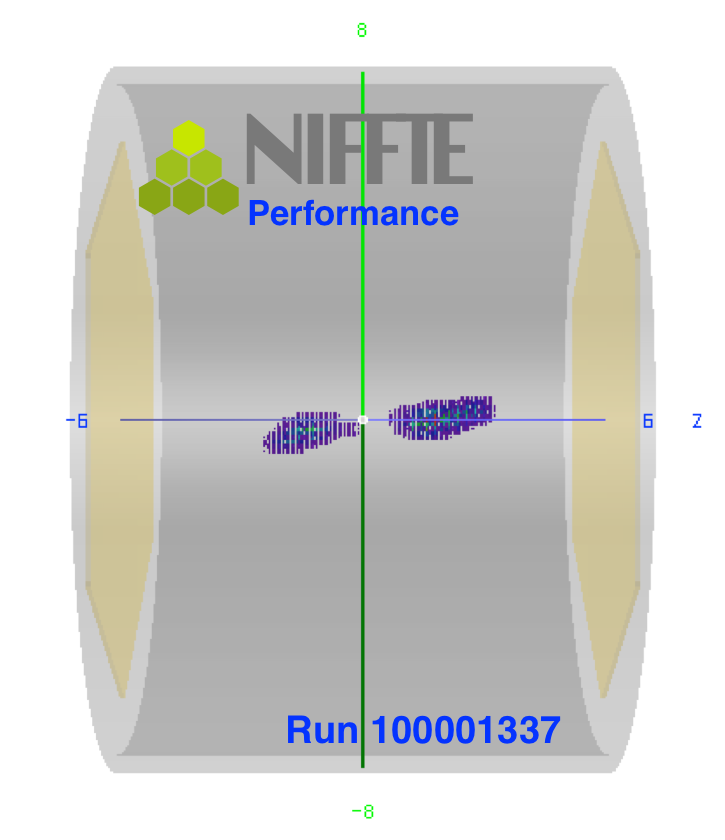 8
NIFFTE
Performance
-6
6 z
Run 100001337
-8